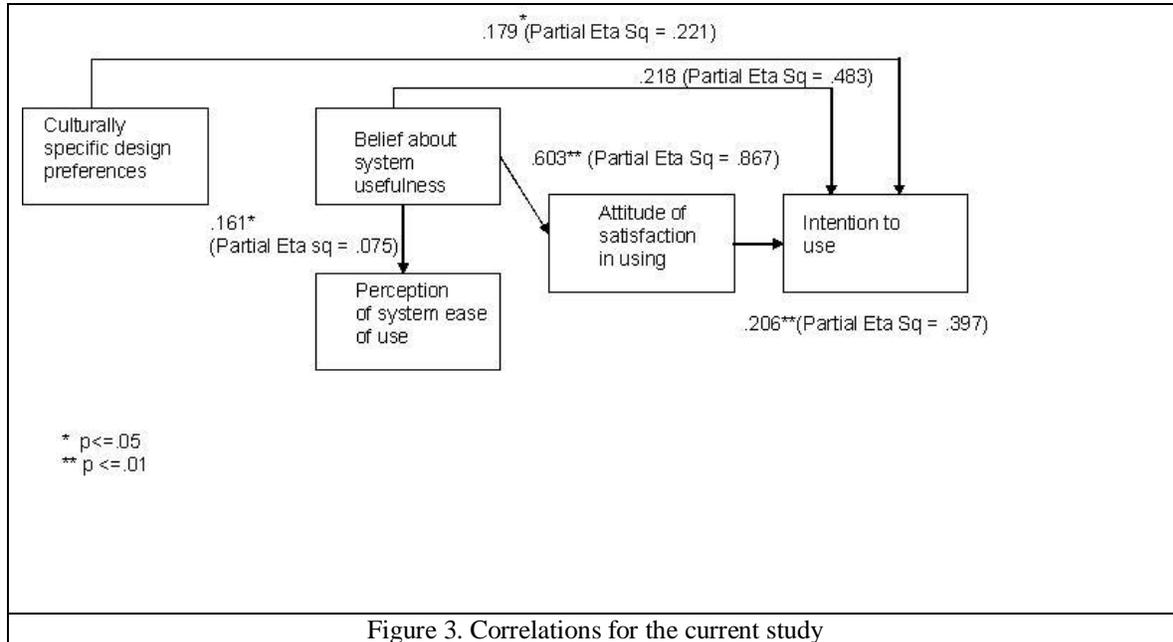 .179*(Partial Eta Sq = .221)
.218 (Partial Eta Sq = .483)
Culturally
specific design
preferences
Belief about
system
usefulness
.603** (Partial Eta Sq = .867)
.161*
(Partial Eta sq = .075)
Attitude of
satisfaction
in using
Intention to
use
Perception
of system ease
of use
.206**(Partial Eta Sq = .397)
* p<=.05
** p <=.01
Figure 3. Correlations for the current study